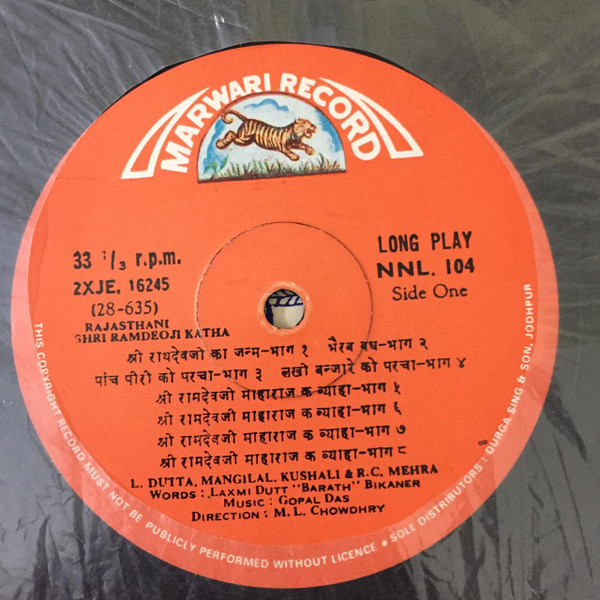 MARWARI RECORD
33 1/3 r.p.m.
2XJE. 16245
(28-635)
RAJASTHANI
SHRI RAMDEOJI KATHA
LONG PLAY
NNL. 104
Side One
श्री रायदेवजी का जन्म-भाग १ भैरब बघ-भाग २
पांच पीरो को परचा-भाग ३ लखी बन्जारे को परचा-भाग ४
श्री रामदेवजी माहाराज क ब्याहा-भाग ५
श्री रामदेवजी माहाराज क ब्याहा-भाग ६
श्री रामदेवजी माहाराज क ब्याहा-भाग ७
श्री रामदेवजी माहाराज क ब्याहा-भाग ८
L. DUTTA, MANGILAL, KUSHALI & R.C. MEHRA
WORDS : LAXMI DUTT "BARATH" BIKANER
MUSIC : GOPAL DAS
DIRECTION : M. L. CHOWDHRY
THIS COPYRIGHT RECORD MUST NOT BE PUBLICLY PERFORMED WITHOUT LICENCE • SOLE DISTRIBUTORS : DURGA SING & SON, JODHPUR